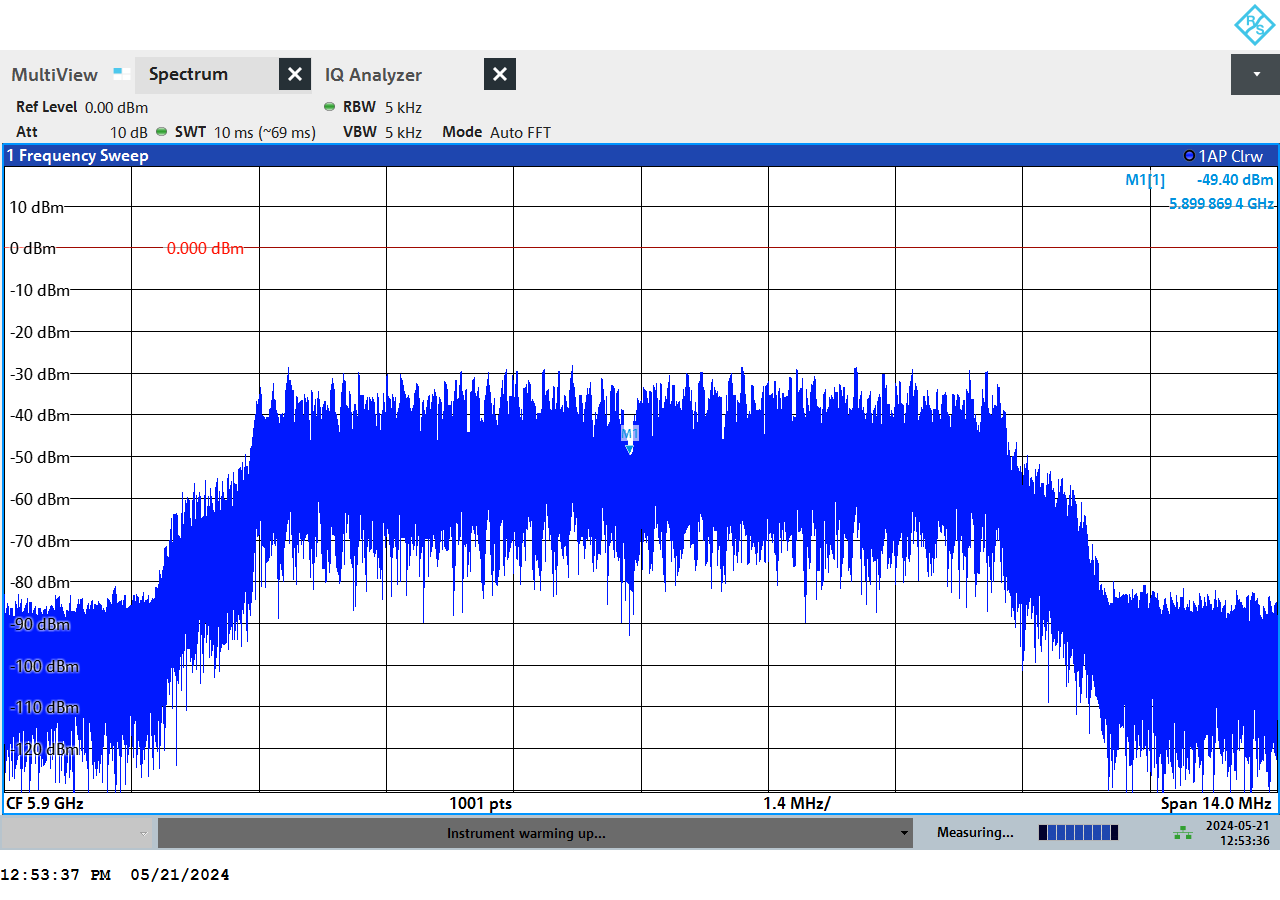 R/S
MultiView Spectrum IQ Analyzer
Ref Level 0.00 dBm RBW 5 kHz
Att 10 dB SWT 10 ms (~69 ms) VBW 5 kHz Mode Auto FFT
1 Frequency Sweep 1AP Clrw
M1[1] -49.40 dBm
5.899 869 4 GHz
10 dBm
0 dBm 0.000 dBm
-10 dBm
-20 dBm
-30 dBm
-40 dBm
M1
-50 dBm
-60 dBm
-70 dBm
-80 dBm
-90 dBm
-100 dBm
-110 dBm
-120 dBm
CF 5.9 GHz 1001 pts 1.4 MHz/ Span 14.0 MHz
Instrument warming up... Measuring... 2024-05-21
12:53:36
12:53:37 PM 05/21/2024